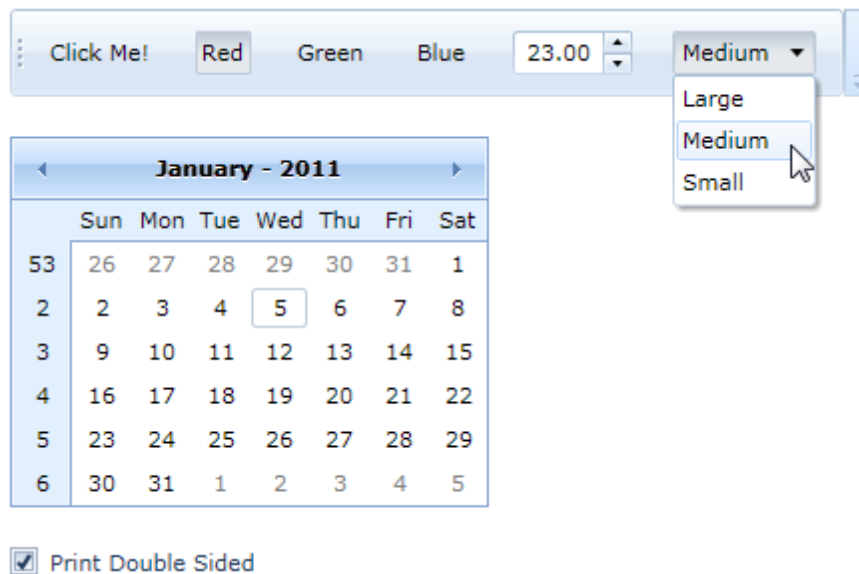 Click Me! Red Green Blue 23.00 Medium
Large
Medium
Small
January - 2011
Sun Mon Tue Wed Thu Fri Sat
53 26 27 28 29 30 31 1
2 2 3 4 5 6 7 8
3 9 10 11 12 13 14 15
4 16 17 18 19 20 21 22
5 23 24 25 26 27 28 29
6 30 31 1 2 3 4 5
Print Double Sided